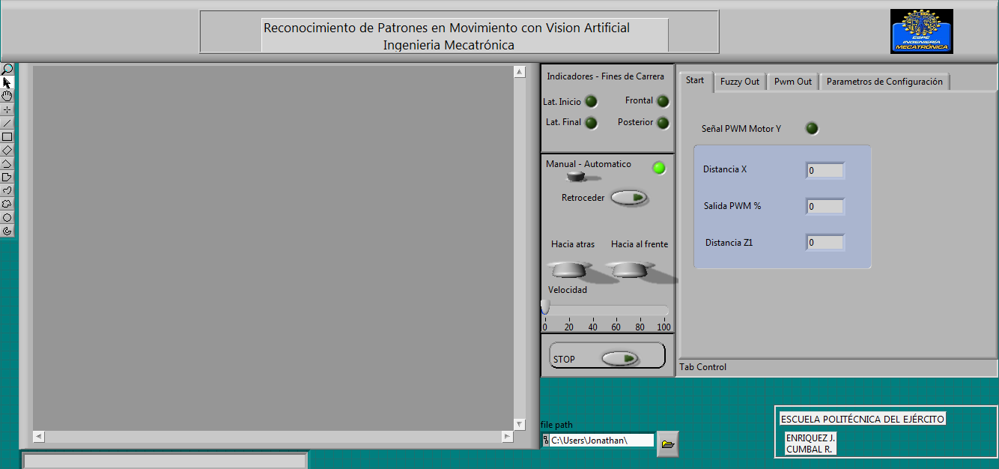 Reconocimiento de Patrones en Movimiento con Vision Artificial
Ingenieria Mecatrónica
ESPE
INGENIERÍA
MECATRÓNICA
Indicadores - Fines de Carrera
Lat. Inicio
Frontal
Lat. Final
Posterior
Manual - Automatico
Retroceder
Hacia atras
Hacia al frente
Velocidad
0 20 40 60 80 100
STOP
Start
Fuzzy Out
Pwm Out
Parametros de Configuración
Señal PWM Motor Y
Distancia X
0
Salida PWM %
0
Distancia Z1
0
Tab Control
file path
C:\Users\Jonathan\
ESCUELA POLITÉCNICA DEL EJÉRCITO
ENRIQUEZ J.
CUMBAL R.